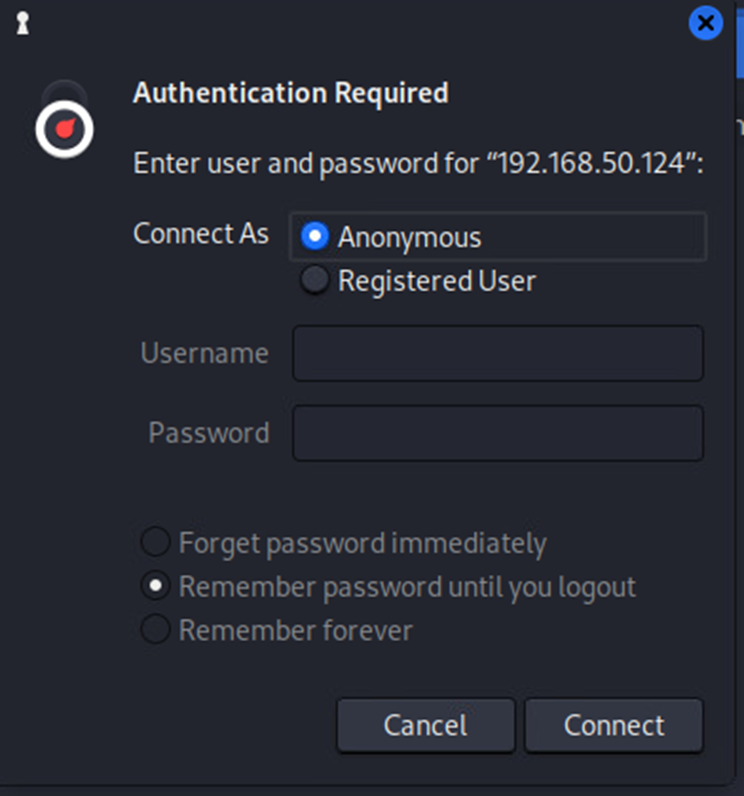 Authentication Required
Enter user and password for “192.168.50.124”:
Connect As Anonymous
Registered User
Username
Password
Forget password immediately
Remember password until you logout
Remember forever
Cancel Connect